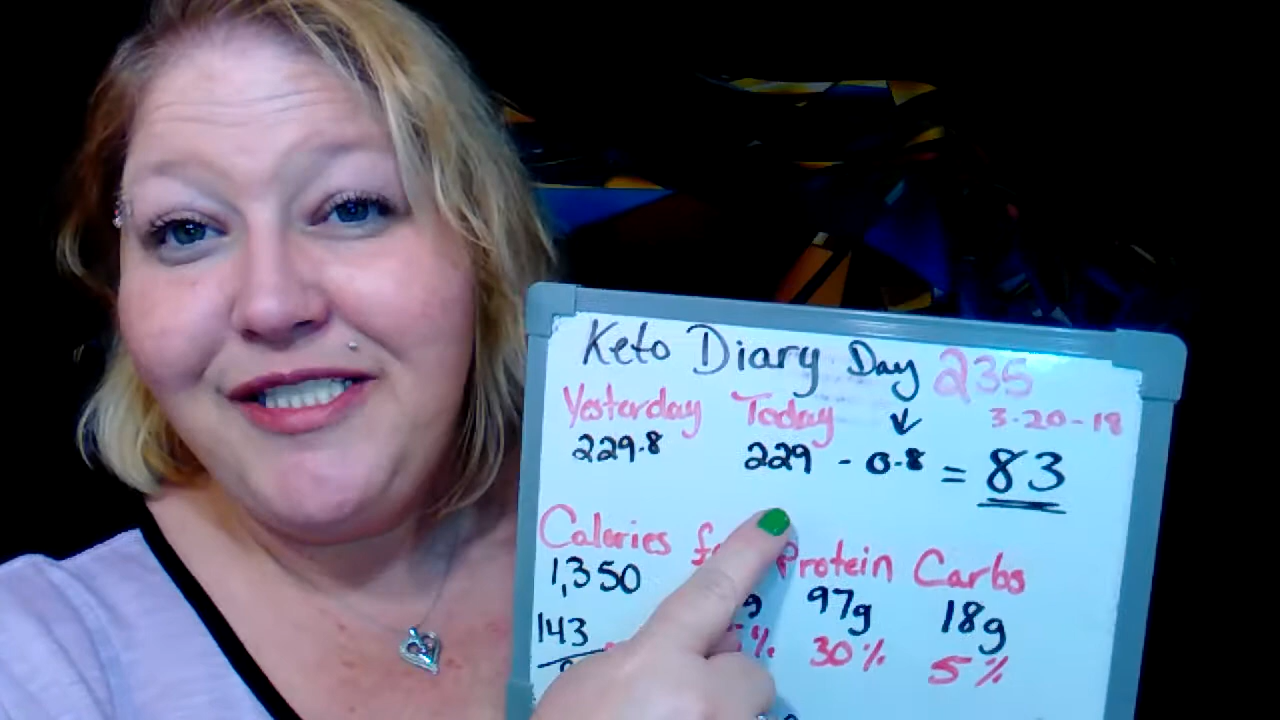 Keto Diary Day 235
Yesterday Today ↓ 3-20-18
229.8 229 - 0.8 = 83
Calories Protein Carbs
1,350 97g 18g
143 30% 5%